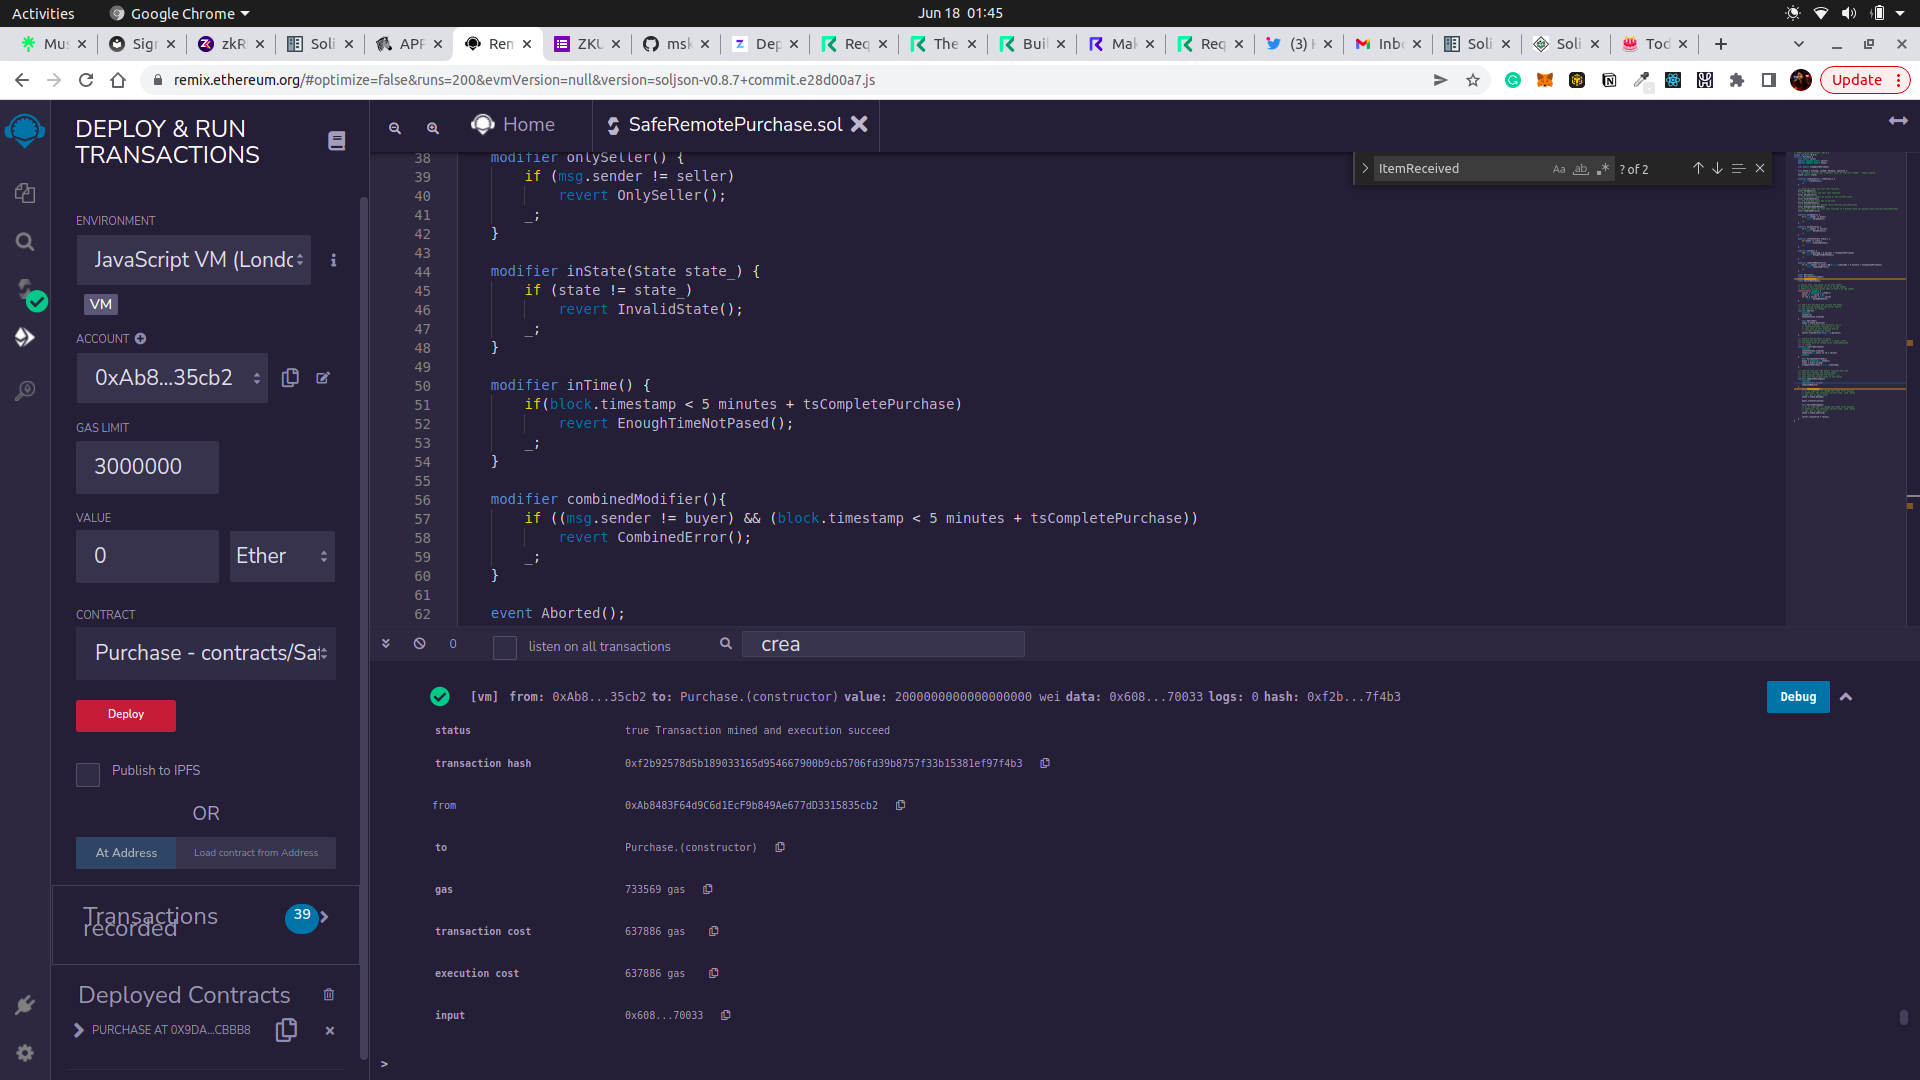 Activities
Google Chrome
Jun 18 01:45
Mus
Sign
zkR
Soli
APP
Rem
ZKU
msk
Dep
Req
The
Buil
Mak
Req
(3) H
Inbo
Soli
Soli
Tod
remix.ethereum.org/#optimize=false&runs=200&evmVersion=null&version=soljson-v0.8.7+commit.e28d00a7.js
Update
DEPLOY & RUN
TRANSACTIONS
Home
SafeRemotePurchase.sol
ENVIRONMENT
JavaScript VM (Londo
VM
ACCOUNT
0xAb8...35cb2
GAS LIMIT
3000000
VALUE
0
Ether
CONTRACT
Purchase - contracts/Saf
Deploy
Publish to IPFS
OR
At Address
Load contract from Address
Transactions
recorded
39
Deployed Contracts
PURCHASE AT 0X9DA...CBBB8
ItemReceived
Aa
ab
.*
? of 2
38 modifier onlySeller() {
39 if (msg.sender != seller)
40 revert OnlySeller();
41 _;
42 }
43
44 modifier inState(State state_) {
45 if (state != state_)
46 revert InvalidState();
47 _;
48 }
49
50 modifier inTime() {
51 if(block.timestamp < 5 minutes + tsCompletePurchase)
52 revert EnoughTimeNotPased();
53 _;
54 }
55
56 modifier combinedModifier(){
57 if ((msg.sender != buyer) && (block.timestamp < 5 minutes + tsCompletePurchase))
58 revert CombinedError();
59 _;
60 }
61
62 event Aborted();
0
listen on all transactions
crea
[vm] from: 0xAb8...35cb2 to: Purchase.(constructor) value: 2000000000000000000 wei data: 0x608...70033 logs: 0 hash: 0xf2b...7f4b3
Debug
status true Transaction mined and execution succeed
transaction hash 0xf2b92578d5b189033165d954667900b9cb5706fd39b8757f33b15381ef97f4b3
from 0xAb8483F64d9C6d1EcF9b849Ae677dD3315835cb2
to Purchase.(constructor)
gas 733569 gas
transaction cost 637886 gas
execution cost 637886 gas
input 0x608...70033
>